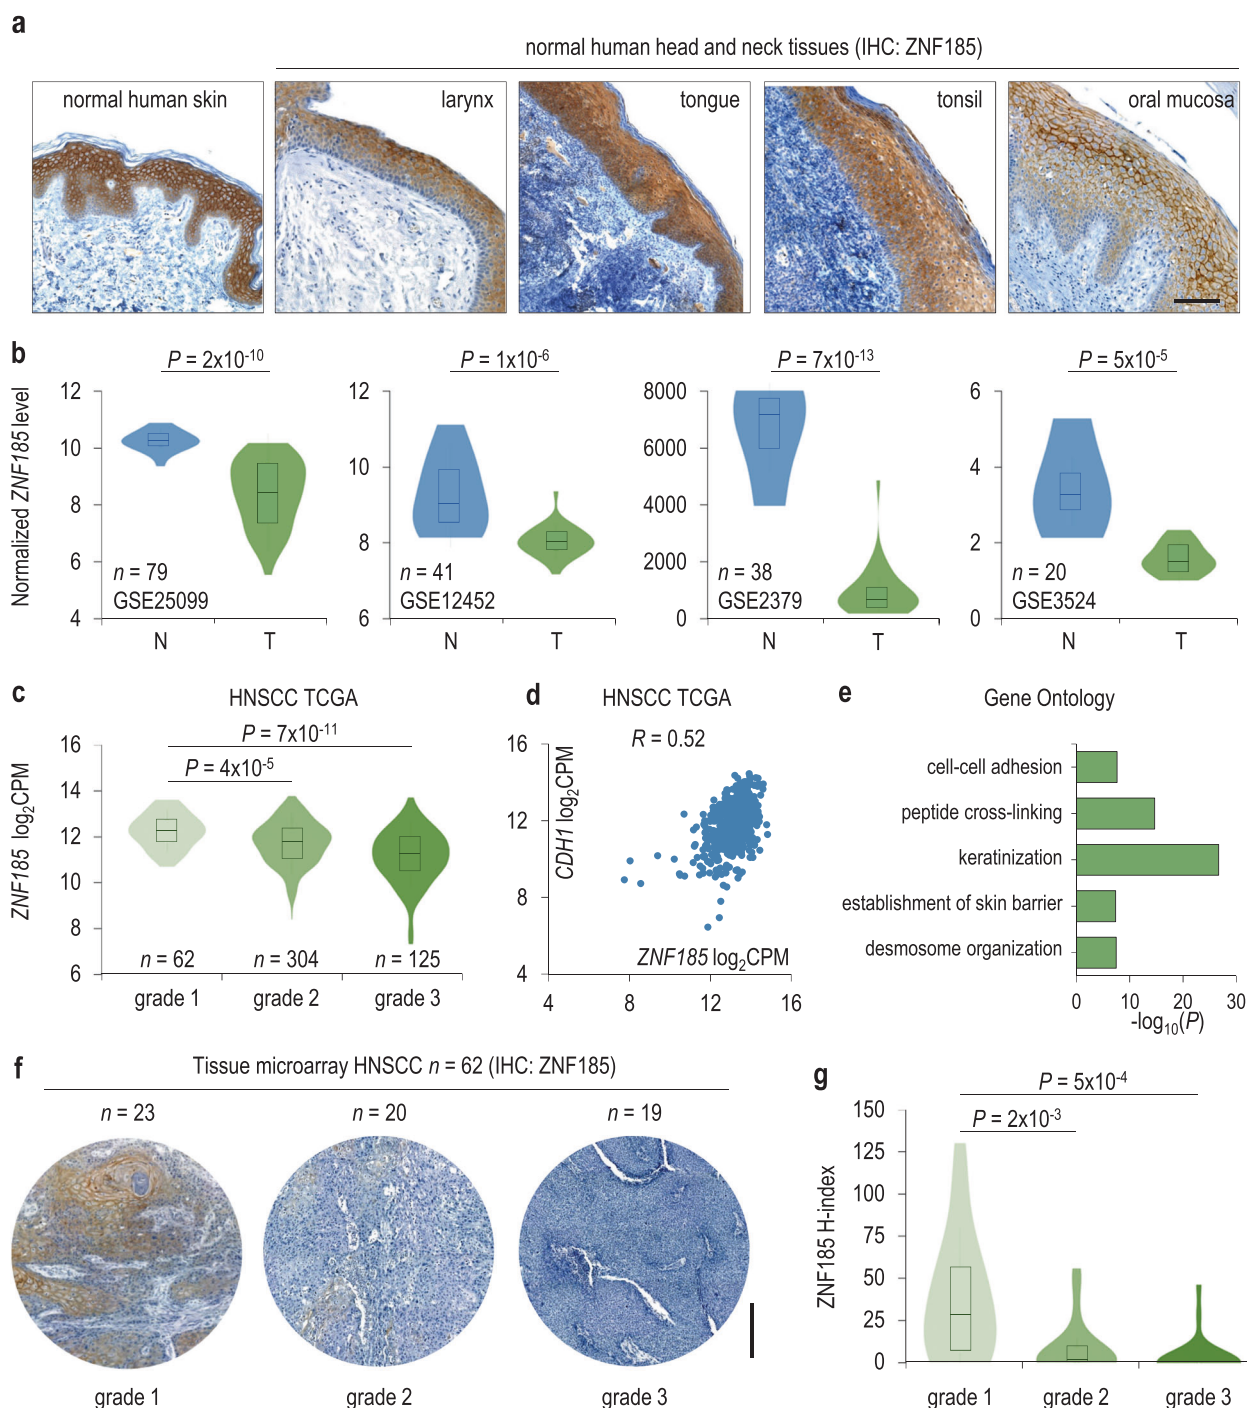 a
normal human head and neck tissues (IHC: ZNF185)
normal human skin
larynx
tongue
tonsil
oral mucosa
b
Normalized ZNF185 level
P = 2x10⁻¹⁰
12
10
8
6
4
n = 79
GSE25099
N
T
P = 1x10⁻⁶
12
10
8
6
n = 41
GSE12452
N
T
P = 7x10⁻¹³
8000
6000
4000
2000
0
n = 38
GSE2379
N
T
P = 5x10⁻⁵
6
4
2
0
n = 20
GSE3524
N
T
c
HNSCC TCGA
ZNF185 log₂CPM
P = 7x10⁻¹¹
P = 4x10⁻⁵
16
14
12
10
8
6
n = 62
n = 304
n = 125
grade 1
grade 2
grade 3
d
HNSCC TCGA
R = 0.52
CDH1 log₂CPM
16
12
8
4
ZNF185 log₂CPM
4
8
12
16
e
Gene Ontology
cell-cell adhesion
peptide cross-linking
keratinization
establishment of skin barrier
desmosome organization
0
10
20
30
-log₁₀(P)
f
Tissue microarray HNSCC n = 62 (IHC: ZNF185)
n = 23
n = 20
n = 19
grade 1
grade 2
grade 3
g
ZNF185 H-index
P = 5x10⁻⁴
P = 2x10⁻³
150
125
75
50
25
0
grade 1
grade 2
grade 3